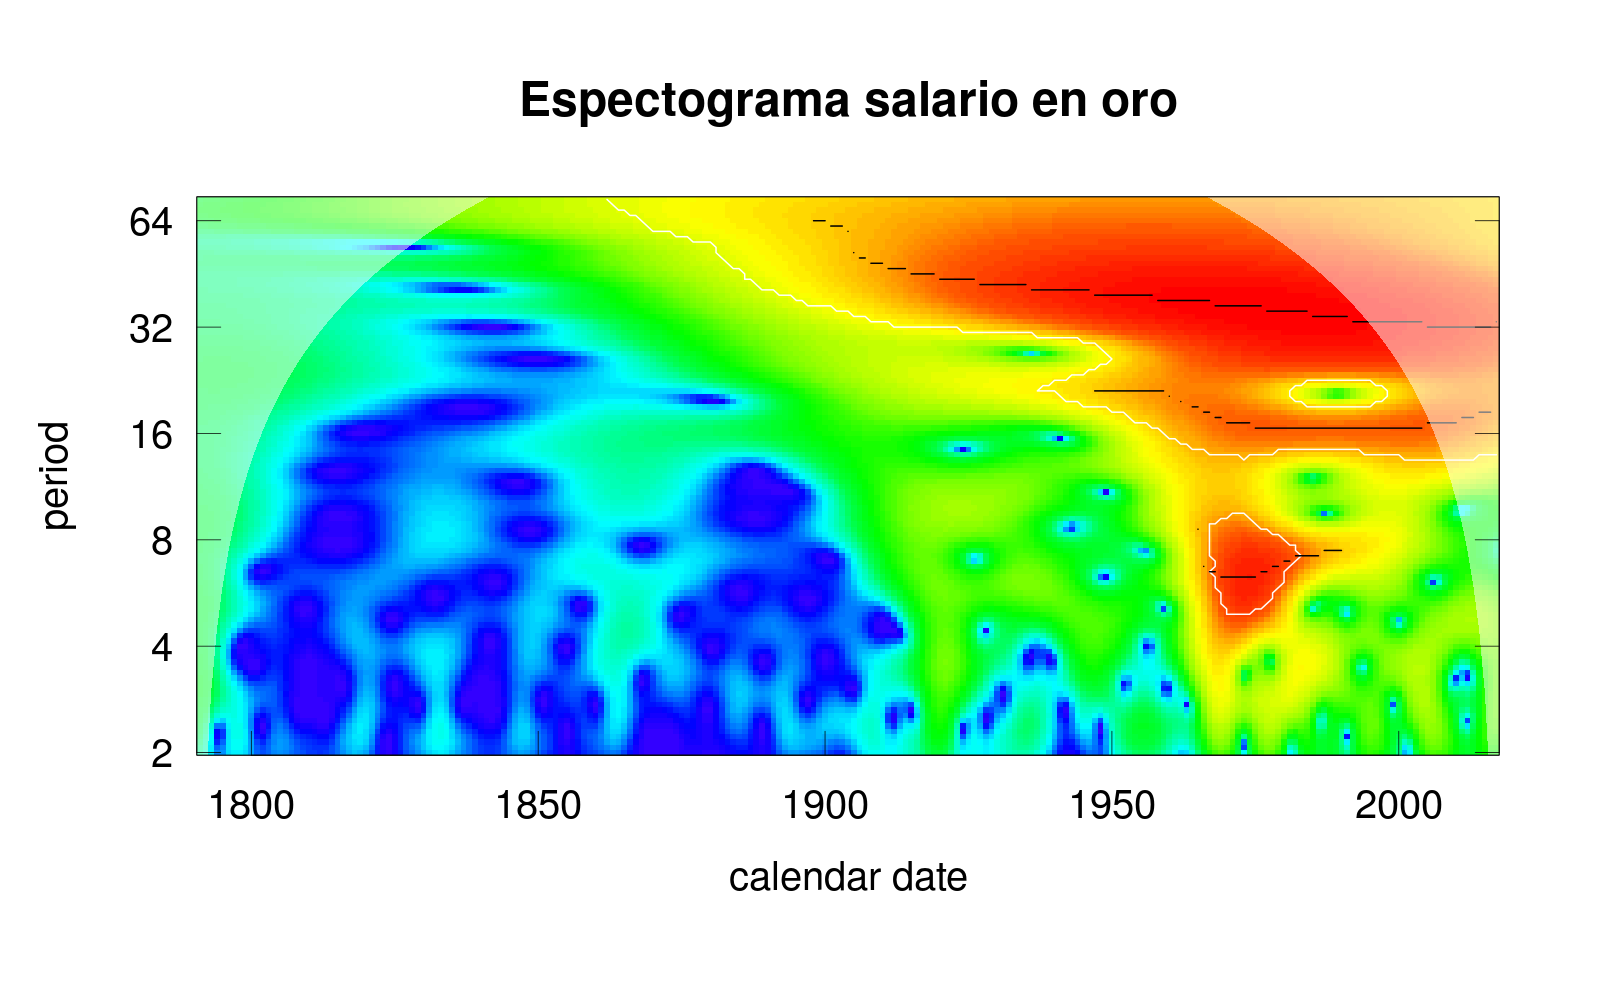 Espectograma salario en oro
period
64
32
16
8
4
2
1800 1850 1900 1950 2000
calendar date